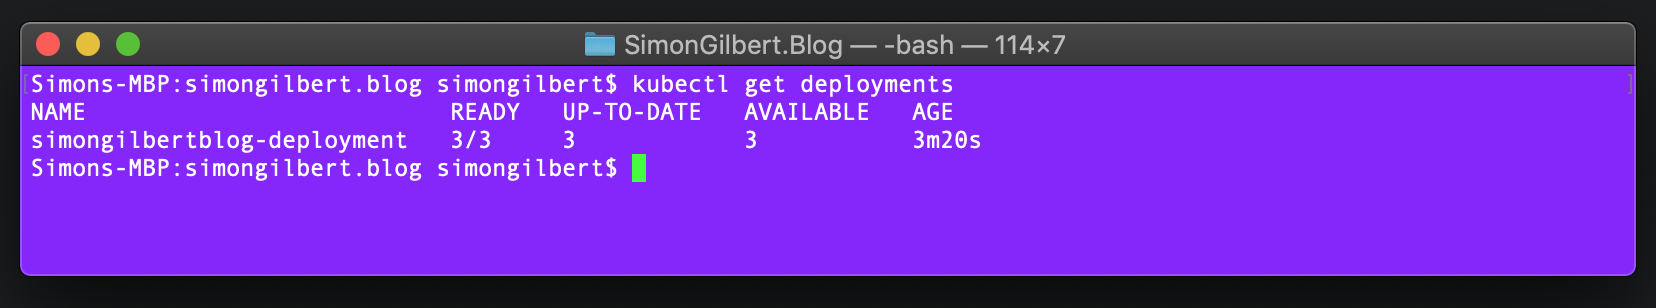 SimonGilbert.Blog — -bash — 114×7
[Simons-MBP:simongilbert.blog simongilbert$ kubectl get deployments ]
NAME READY UP-TO-DATE AVAILABLE AGE
simongilbertblog-deployment 3/3 3 3 3m20s
Simons-MBP:simongilbert.blog simongilbert$